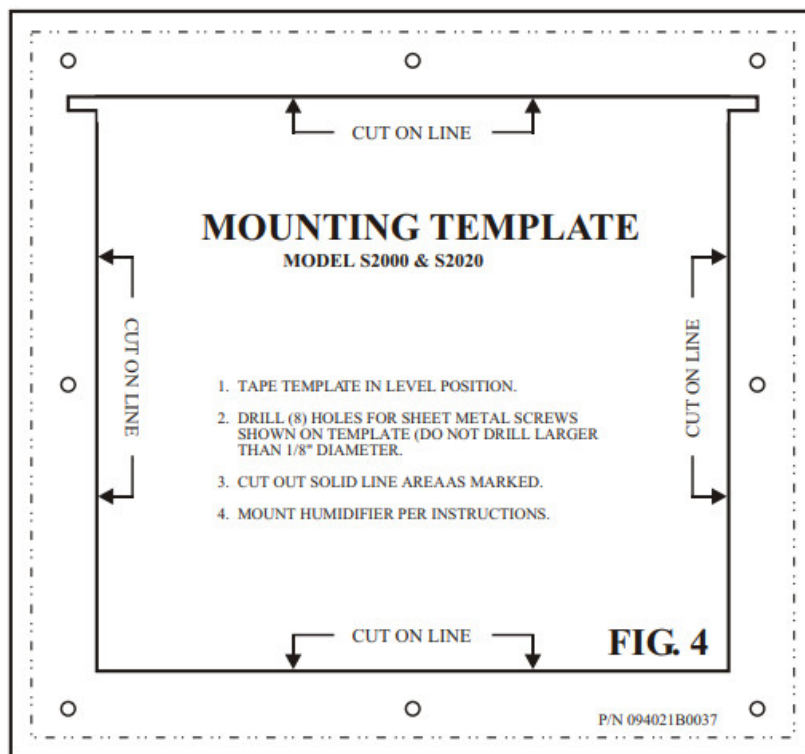 CUT ON LINE
MOUNTING TEMPLATE
MODEL S2000 & S2020
CUT ON LINE
CUT ON LINE
1. TAPE TEMPLATE IN LEVEL POSITION.
2. DRILL (8) HOLES FOR SHEET METAL SCREWS
SHOWN ON TEMPLATE (DO NOT DRILL LARGER
THAN 1/8" DIAMETER.
3. CUT OUT SOLID LINE AREAAS MARKED.
4. MOUNT HUMIDIFIER PER INSTRUCTIONS.
CUT ON LINE
FIG. 4
P/N 094021B0037